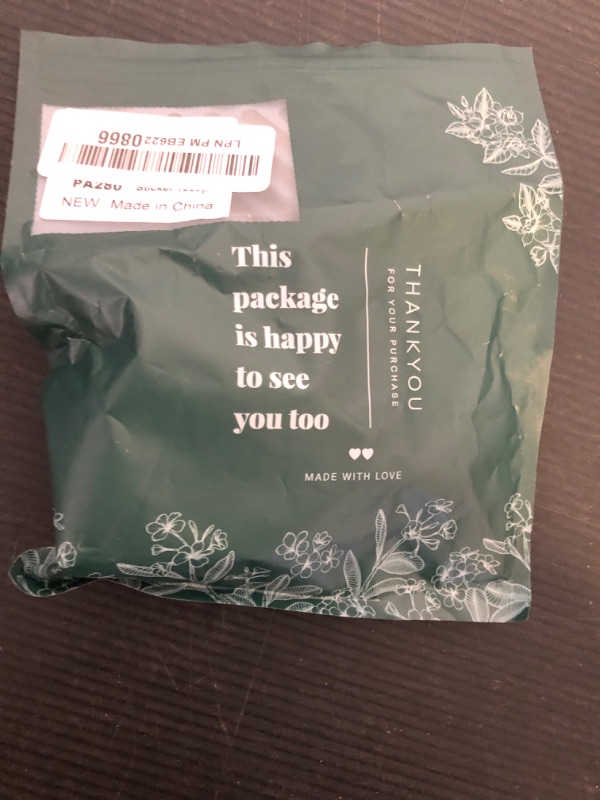 LPN PM EB6220866
PA280
NEW Made in China
This
package
is happy
to see
you too
THANKYOU
FOR YOUR PURCHASE
MADE WITH LOVE